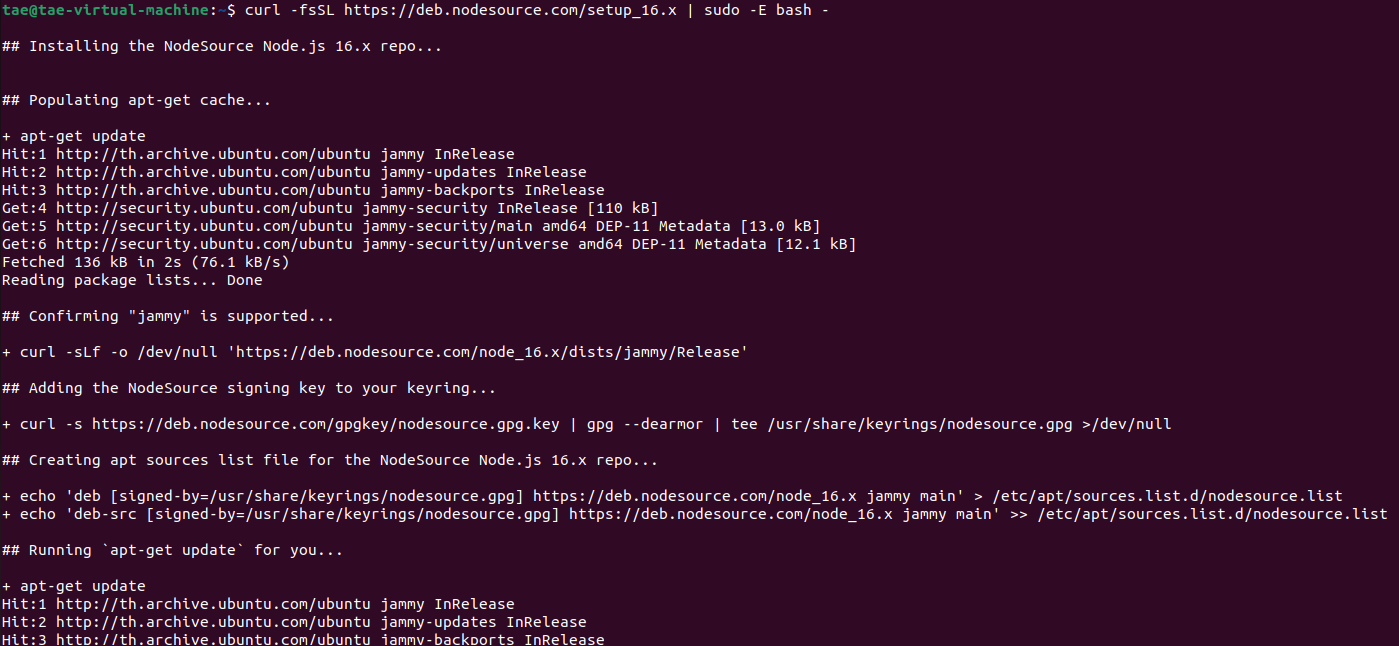 tae@tae-virtual-machine:~$ curl -fsSL https://deb.nodesource.com/setup_16.x | sudo -E bash -
## Installing the NodeSource Node.js 16.x repo...
## Populating apt-get cache...
+ apt-get update
Hit:1 http://th.archive.ubuntu.com/ubuntu jammy InRelease
Hit:2 http://th.archive.ubuntu.com/ubuntu jammy-updates InRelease
Hit:3 http://th.archive.ubuntu.com/ubuntu jammy-backports InRelease
Get:4 http://security.ubuntu.com/ubuntu jammy-security InRelease [110 kB]
Get:5 http://security.ubuntu.com/ubuntu jammy-security/main amd64 DEP-11 Metadata [13.0 kB]
Get:6 http://security.ubuntu.com/ubuntu jammy-security/universe amd64 DEP-11 Metadata [12.1 kB]
Fetched 136 kB in 2s (76.1 kB/s)
Reading package lists... Done
## Confirming "jammy" is supported...
+ curl -sLf -o /dev/null 'https://deb.nodesource.com/node_16.x/dists/jammy/Release'
## Adding the NodeSource signing key to your keyring...
+ curl -s https://deb.nodesource.com/gpgkey/nodesource.gpg.key | gpg --dearmor | tee /usr/share/keyrings/nodesource.gpg >/dev/null
## Creating apt sources list file for the NodeSource Node.js 16.x repo...
+ echo 'deb [signed-by=/usr/share/keyrings/nodesource.gpg] https://deb.nodesource.com/node_16.x jammy main' > /etc/apt/sources.list.d/nodesource.list
+ echo 'deb-src [signed-by=/usr/share/keyrings/nodesource.gpg] https://deb.nodesource.com/node_16.x jammy main' >> /etc/apt/sources.list.d/nodesource.list
## Running `apt-get update` for you...
+ apt-get update
Hit:1 http://th.archive.ubuntu.com/ubuntu jammy InRelease
Hit:2 http://th.archive.ubuntu.com/ubuntu jammy-updates InRelease
Hit:3 http://th.archive.ubuntu.com/ubuntu jammy-backports InRelease